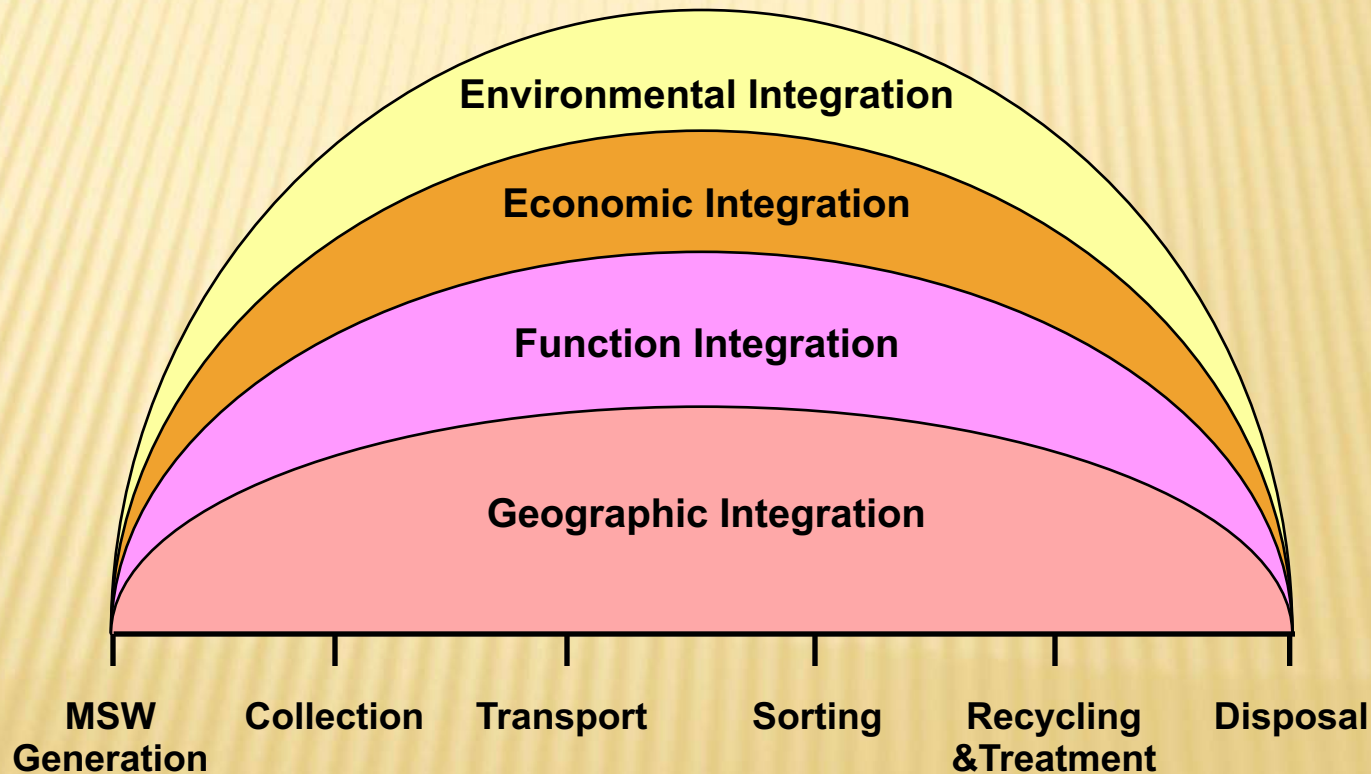 Environmental Integration
Economic Integration
Function Integration
Geographic Integration
MSW
Generation
Collection
Transport
Sorting
Recycling
&Treatment
Disposal